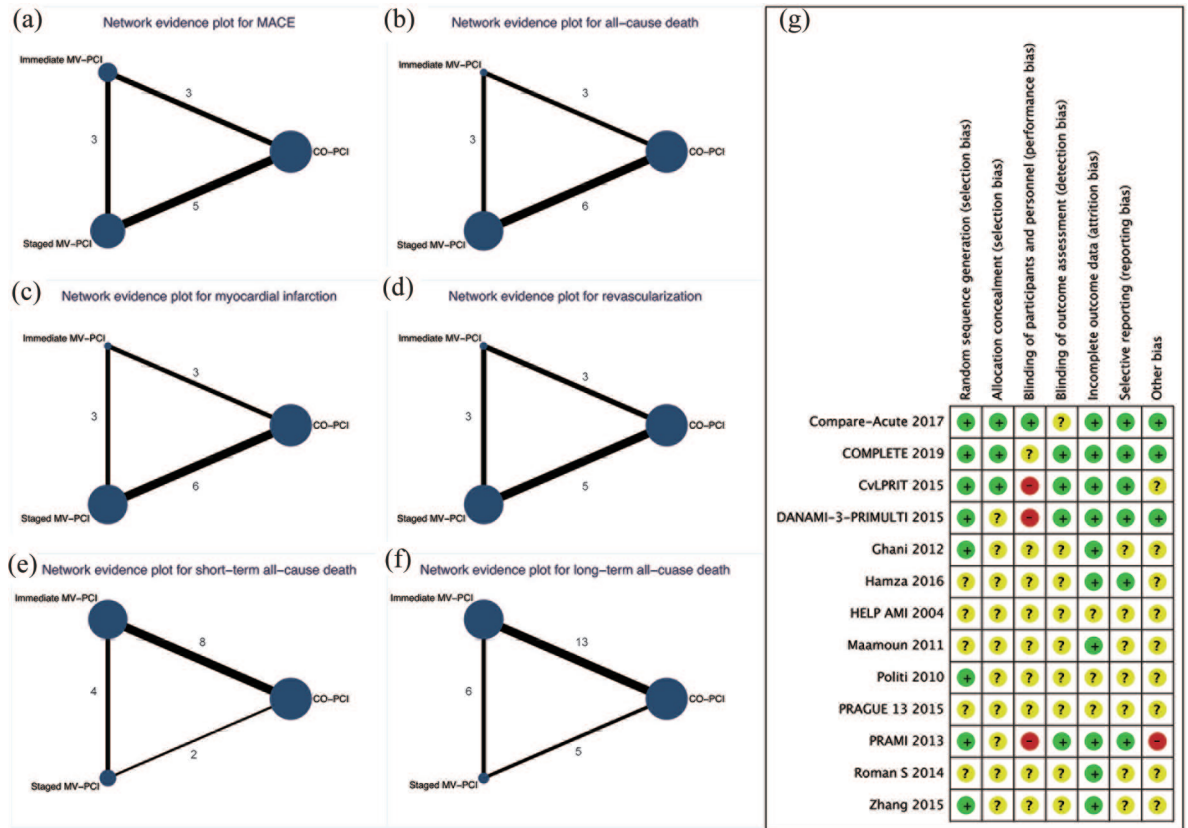 (a)
Network evidence plot for MACE
Immediate MV-PCI
3
3
CO-PCI
5
Staged MV-PCI
(b)
Network evidence plot for all-cause death
Immediate MV-PCI
3
3
CO-PCI
6
Staged MV-PCI
(c)
Network evidence plot for myocardial infarction
Immediate MV-PCI
3
3
CO-PCI
6
Staged MV-PCI
(d)
Network evidence plot for revascularization
Immediate MV-PCI
3
3
CO-PCI
5
Staged MV-PCI
(e)
Network evidence plot for short-term all-cause death
Immediate MV-PCI
8
4
CO-PCI
2
Staged MV-PCI
(f)
Network evidence plot for long-term all-cuase death
Immediate MV-PCI
13
6
CO-PCI
5
Staged MV-PCI
(g)
Random sequence generation (selection bias)
Allocation concealment (selection bias)
Blinding of participants and personnel (performance bias)
Blinding of outcome assessment (detection bias)
Incomplete outcome data (attrition bias)
Selective reporting (reporting bias)
Other bias
Compare-Acute 2017 + + + ? + + +
COMPLETE 2019 + + ? + + + +
CvLPRIT 2015 + + - + + + ?
DANAMI-3-PRIMULTI 2015 + ? - + + + +
Ghani 2012 + ? ? ? + ? ?
Hamza 2016 ? ? ? ? + + ?
HELP AMI 2004 ? ? ? ? ? ? ?
Maamoun 2011 ? ? ? ? + ? ?
Politi 2010 + ? ? ? ? ? ?
PRAGUE 13 2015 ? ? ? ? ? ? ?
PRAMI 2013 + ? - + + + -
Roman S 2014 ? ? ? ? + ? ?
Zhang 2015 + ? ? ? + ? ?